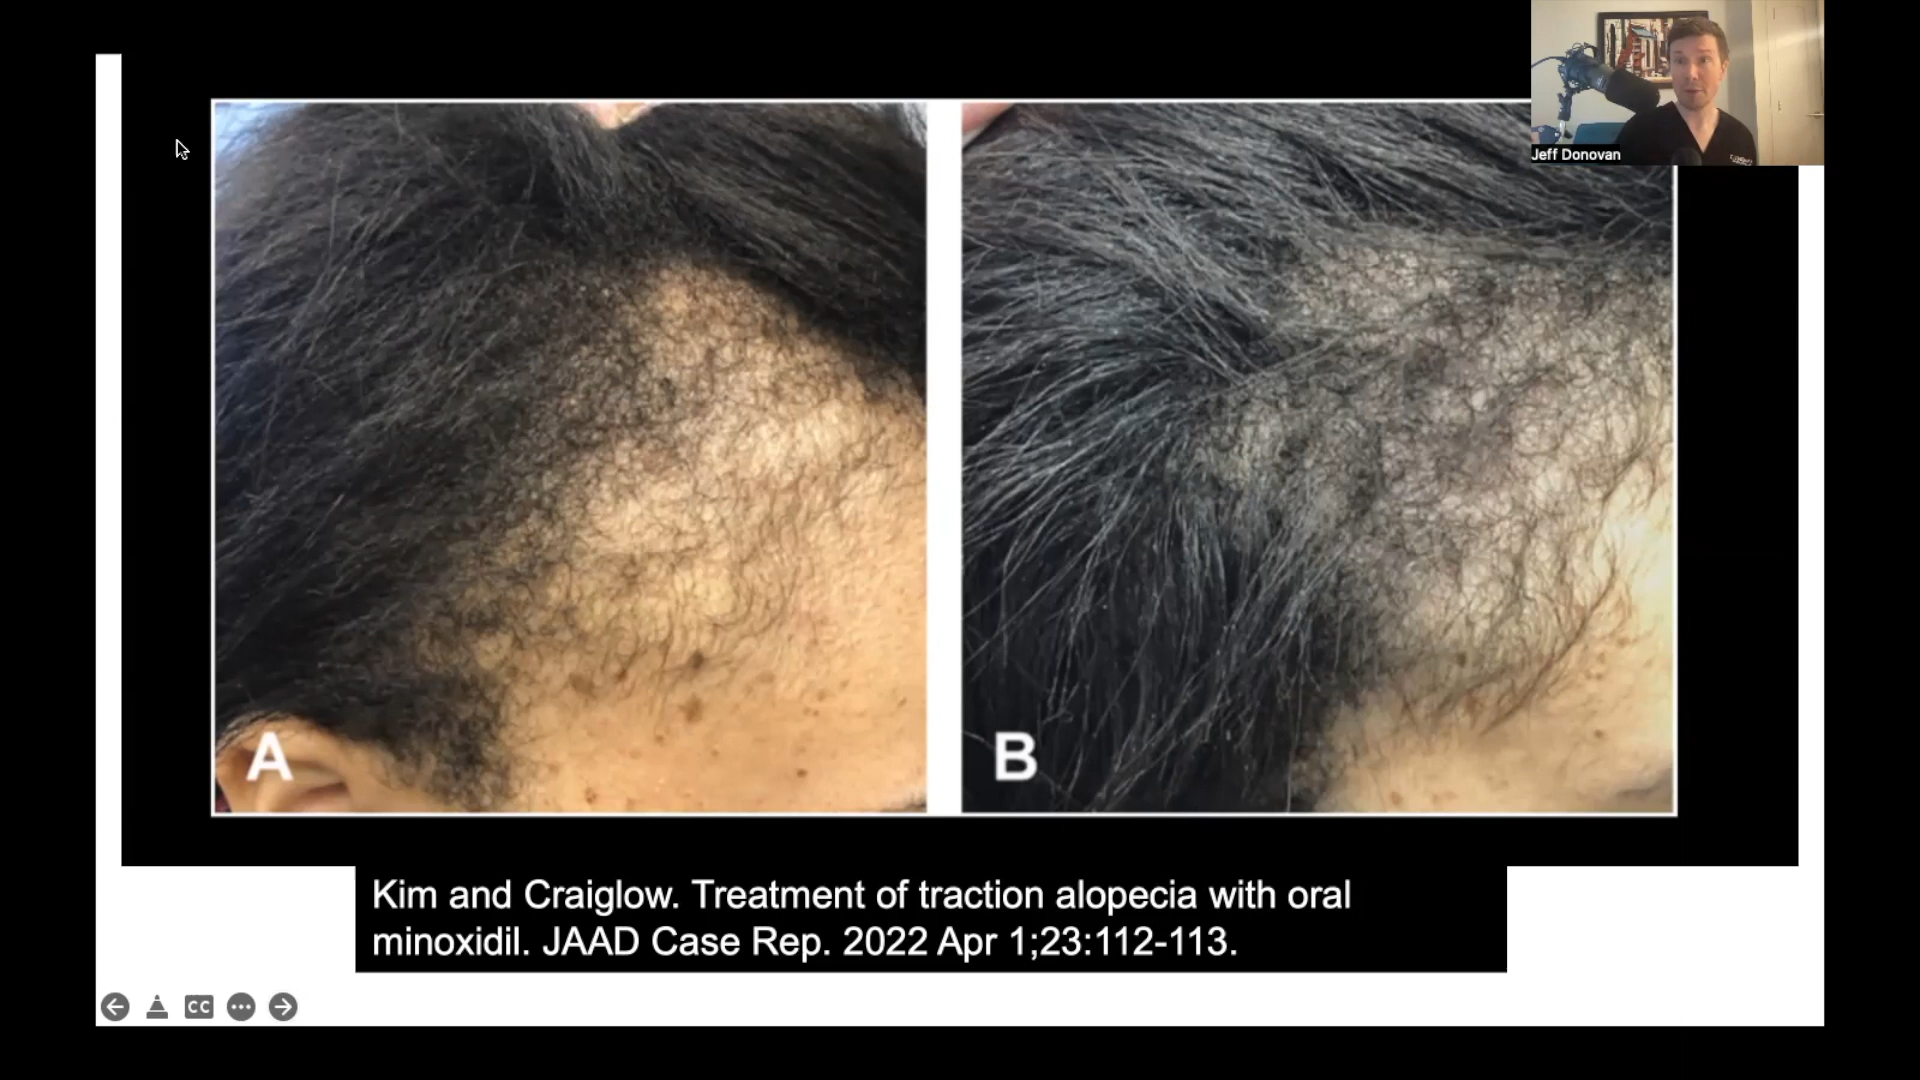 Jeff Donovan
A
B
Kim and Craiglow. Treatment of traction alopecia with oral
minoxidil. JAAD Case Rep. 2022 Apr 1;23:112-113.
CC